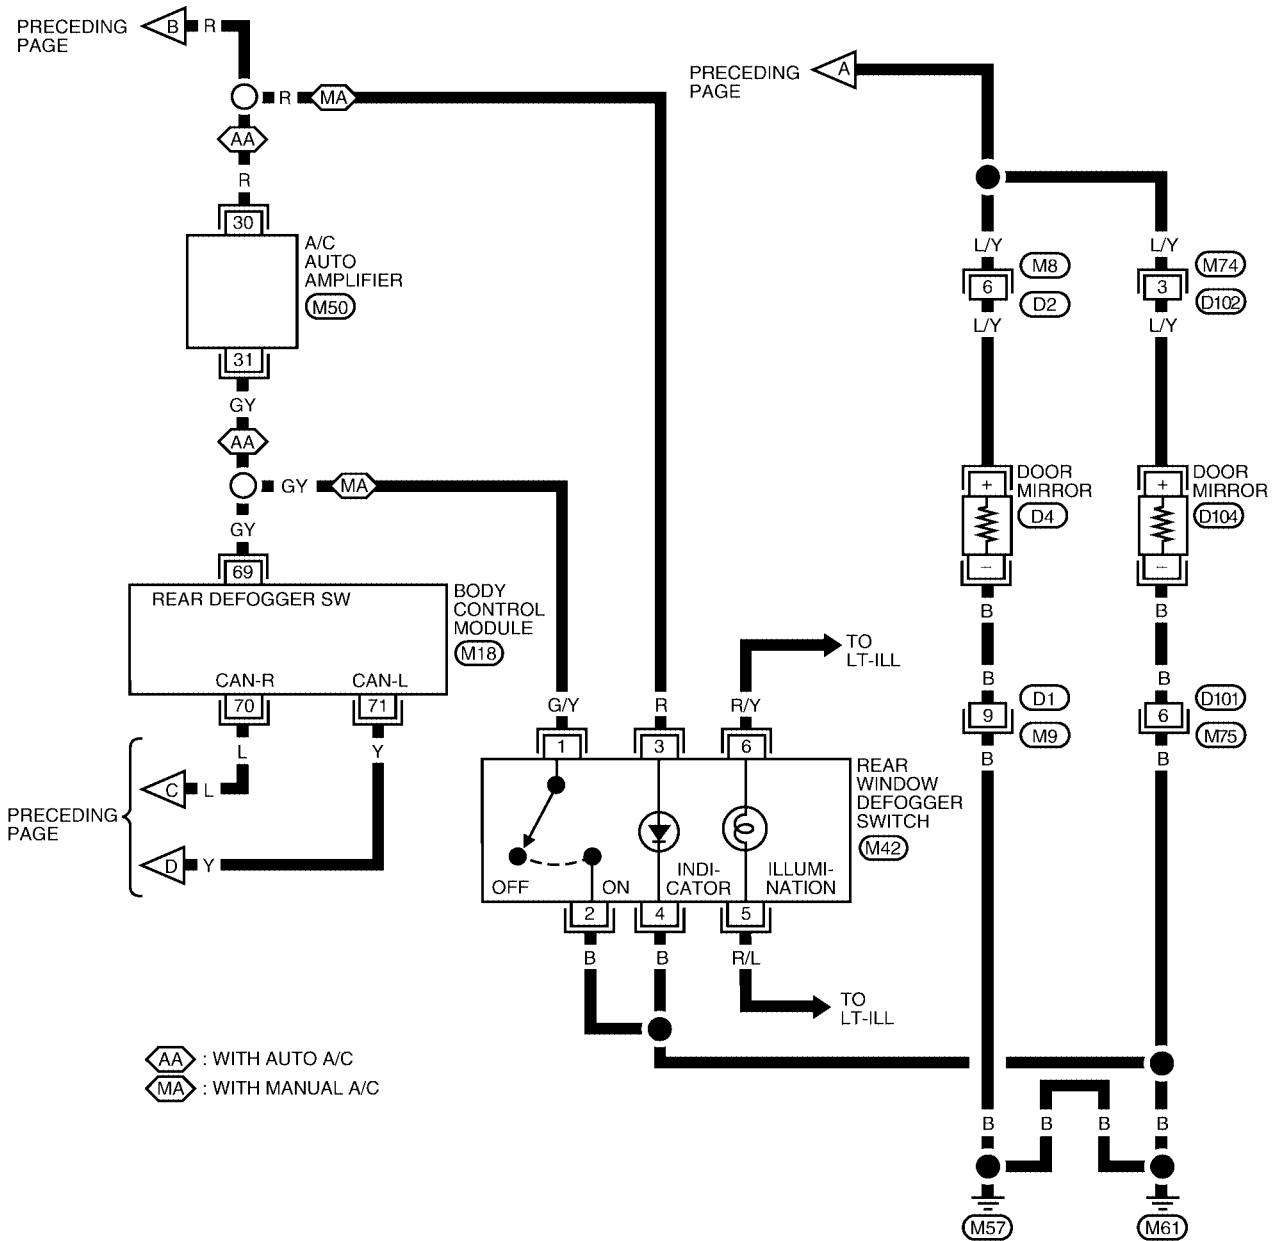 PRECEDING
PAGE
B
R
PRECEDING
PAGE
A
R
MA
AA
R
30
A/C
AUTO
AMPLIFIER
M50
31
GY
AA
GY
MA
GY
69
REAR DEFOGGER SW
BODY
CONTROL
MODULE
M18
CAN-R
CAN-L
70
71
L
Y
C
L
PRECEDING
PAGE
D
Y
L/Y
M8
6
D2
L/Y
L/Y
M74
3
D102
L/Y
DOOR
MIRROR
+
D4
–
B
DOOR
MIRROR
+
D104
–
B
B
D1
9
M9
B
B
D101
6
M75
B
TO
LT-ILL
G/Y
R
R/Y
1
3
6
REAR
WINDOW
DEFOGGER
SWITCH
M42
OFF
ON
INDI-
CATOR
ILLUMI-
NATION
2
4
5
B
B
R/L
TO
LT-ILL
AA : WITH AUTO A/C
MA : WITH MANUAL A/C
B
B
B
B
M57
M61